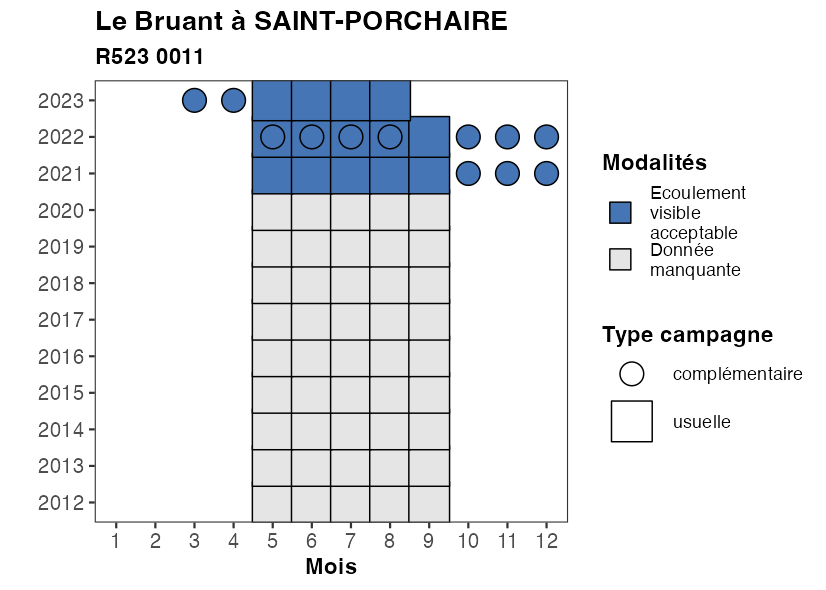 Le Bruant à SAINT-PORCHAIRE
R523 0011
2023
2022
2021
2020
2019
2018
2017
2016
2015
2014
2013
2012
1 2 3 4 5 6 7 8 9 10 11 12
Mois
Modalités
Ecoulement
visible
acceptable
Donnée
manquante
Type campagne
complémentaire
usuelle